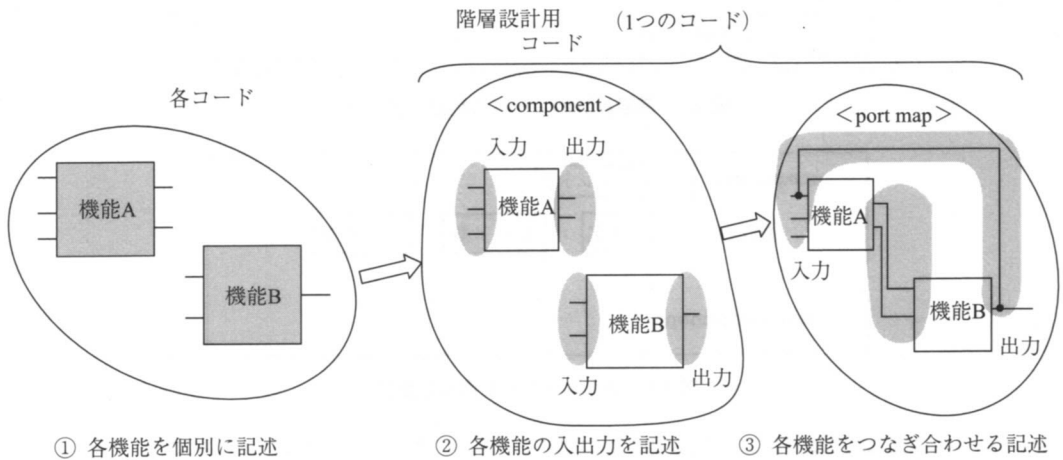 階層設計用 (1つのコード)
コード
各コード
機能A
機能B
<component>
入力 出力
機能A
機能B
入力 出力
<port map>
機能A
入力
機能B
出力
① 各機能を個別に記述
② 各機能の入出力を記述
③ 各機能をつなぎ合わせる記述